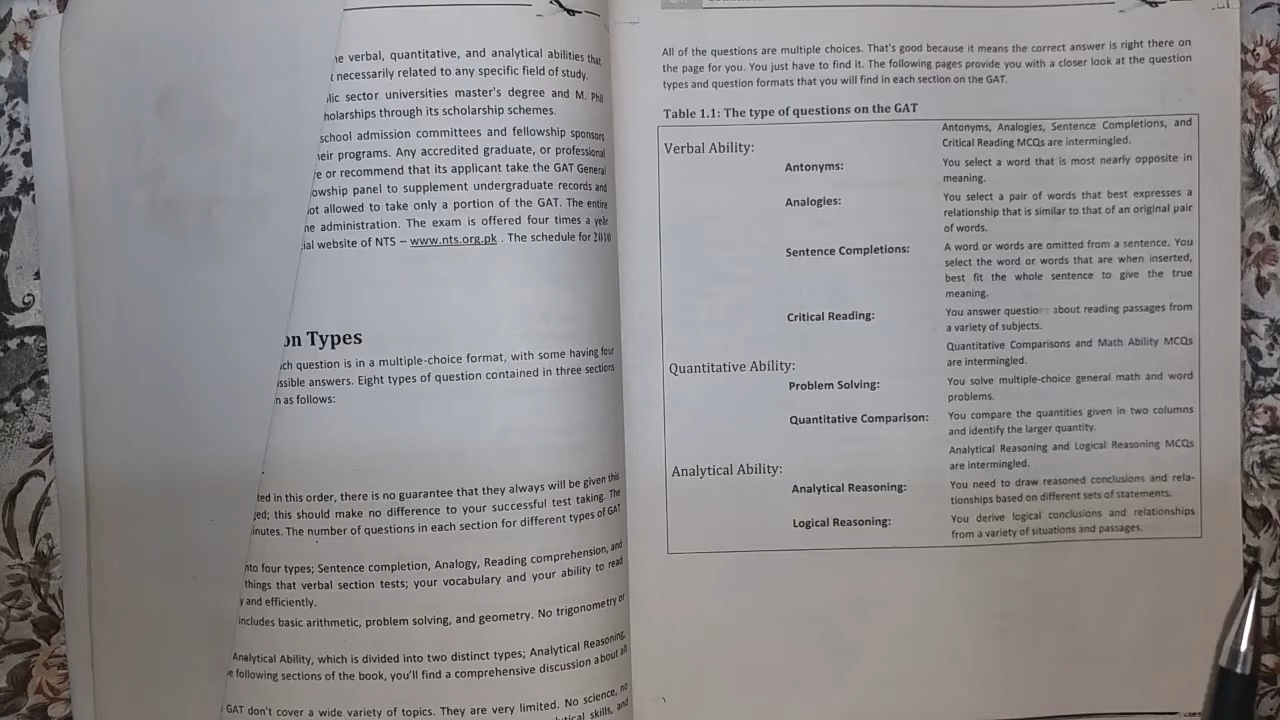 verbal, quantitative, and analytical abilities that
necessarily related to any specific field of study.
sector universities master's degree and M. Phil
through its scholarship schemes.
school admission committees and fellowship sponsors
programs. Any accredited graduate, or professional
or recommend that its applicant take the GAT General
panel to supplement undergraduate records and
allowed to take only a portion of the GAT. The entire
administration. The exam is offered four times a year
website of NTS – www.nts.org.pk . The schedule for 2010
on Types
question is in a multiple-choice format, with some having four
answers. Eight types of question contained in three sections
as follows:
in this order, there is no guarantee that they always will be given this
this should make no difference to your successful test taking. The
The number of questions in each section for different types of GAT
four types; Sentence completion, Analogy, Reading comprehension, and
things that verbal section tests; your vocabulary and your ability to read
and efficiently.
includes basic arithmetic, problem solving, and geometry. No trigonometry or
Analytical Ability, which is divided into two distinct types; Analytical Reasoning,
following sections of the book, you'll find a comprehensive discussion about all
GAT don't cover a wide variety of topics. They are very limited. No science, no
skills, and
All of the questions are multiple choices. That's good because it means the correct answer is right there on
the page for you. You just have to find it. The following pages provide you with a closer look at the question
types and question formats that you will find in each section on the GAT.
Table 1.1: The type of questions on the GAT
Verbal Ability:
Antonyms, Analogies, Sentence Completions, and
Critical Reading MCQs are intermingled.
Antonyms:
You select a word that is most nearly opposite in
meaning.
Analogies:
You select a pair of words that best expresses a
relationship that is similar to that of an original pair
of words.
Sentence Completions:
A word or words are omitted from a sentence. You
select the word or words that are when inserted,
best fit the whole sentence to give the true
meaning.
Critical Reading:
You answer questions about reading passages from
a variety of subjects.
Quantitative Ability:
Quantitative Comparisons and Math Ability MCQs
are intermingled.
Problem Solving:
You solve multiple-choice general math and word
problems.
Quantitative Comparison:
You compare the quantities given in two columns
and identify the larger quantity.
Analytical Ability:
Analytical Reasoning and Logical Reasoning MCQs
are intermingled.
Analytical Reasoning:
You need to draw reasoned conclusions and rela-
tionships based on different sets of statements.
Logical Reasoning:
You derive logical conclusions and relationships
from a variety of situations and passages.